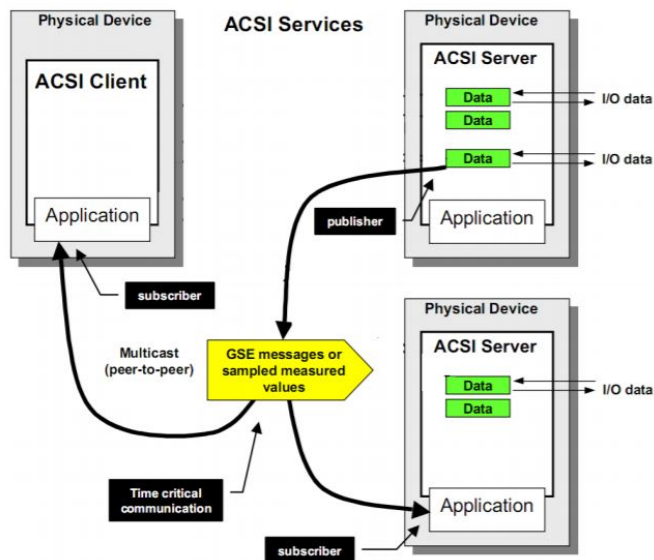 Physical Device
ACSI Client
Application
subscriber
ACSI Services
Physical Device
ACSI Server
Data
Data
Data
I/O data
I/O data
publisher
Application
Multicast
(peer-to-peer)
GSE messages or
sampled measured
values
Time critical
communication
Physical Device
ACSI Server
Data
Data
I/O data
Application
subscriber